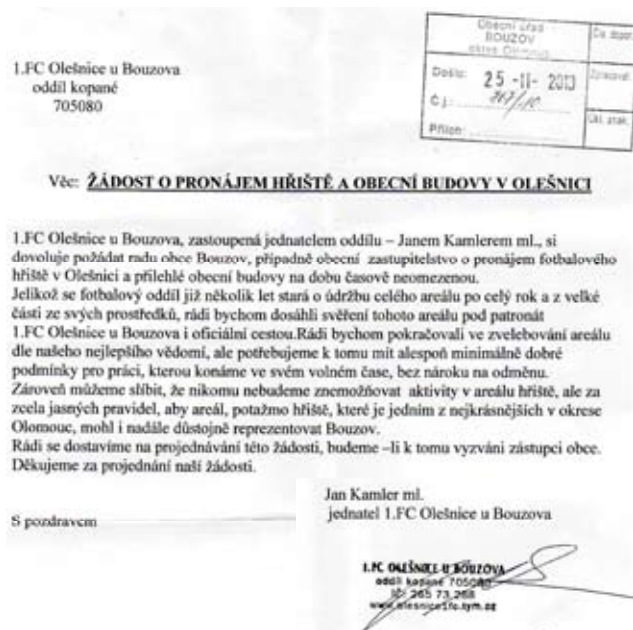 1.FC Olešnice u Bouzova
oddíl kopané
705080
Obecní úřad
BOUZOV
okres Olomouc
Došlo: 25 -11- 2013
Č.j.:
Příloh:
Věc: ŽÁDOST O PRONÁJEM HŘIŠTĚ A OBECNÍ BUDOVY V OLEŠNICI
1.FC Olešnice u Bouzova, zastoupená jednatelem oddílu – Janem Kamlerem ml., si
dovoluje požádat radu obce Bouzov, případně obecní zastupitelstvo o pronájem fotbalového
hřiště v Olešnici a přilehlé obecní budovy na dobu časově neomezenou.
Jelikož se fotbalový oddíl již několik let stará o údržbu celého areálu po celý rok a z velké
části ze svých prostředků, rádi bychom dosáhli svěření tohoto areálu pod patronát
1.FC Olešnice u Bouzova i oficiální cestou.Rádi bychom pokračovali ve zvelebování areálu
dle našeho nejlepšího vědomí, ale potřebujeme k tomu mít alespoň minimálně dobré
podmínky pro práci, kterou konáme ve svém volném čase, bez nároku na odměnu.
Zároveň můžeme slíbit, že nikomu nebudeme znemožňovat aktivity v areálu hřiště, ale za
zcela jasných pravidel, aby areál, potažmo hřiště, které je jedním z nejkrásnějších v okrese
Olomouc, mohl i nadále důstojně reprezentovat Bouzov.
Rádi se dostavíme na projednávání této žádosti, budeme –li k tomu vyzváni zástupci obce.
Děkujeme za projednání naší žádosti.
Jan Kamler ml.
jednatel 1.FC Olešnice u Bouzova
S pozdravem
1.FC OLEŠNICE U BOUZOVA
oddíl kopané 705080
IČ: 265 73 268